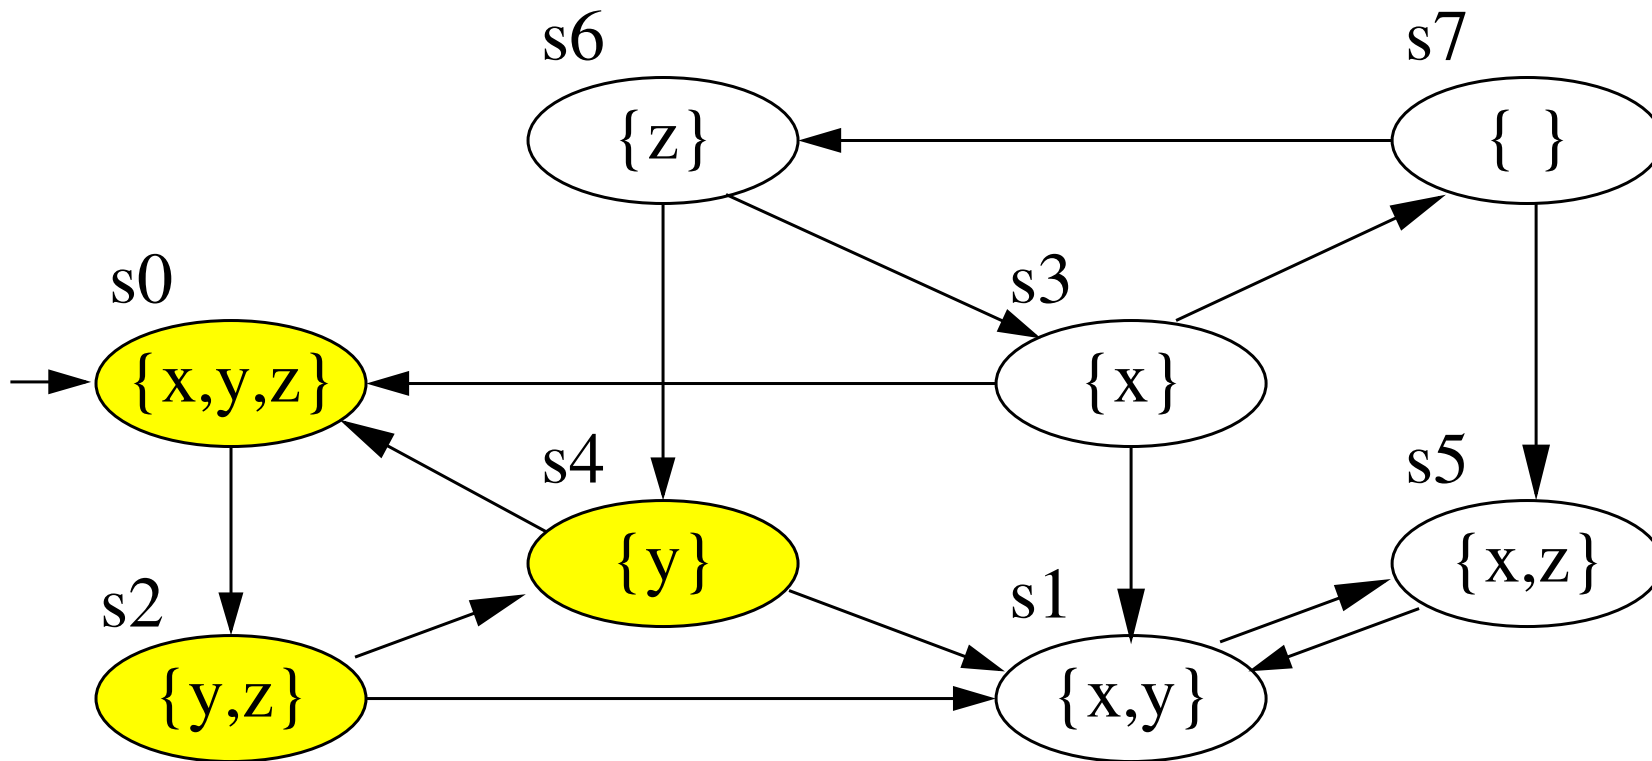 s6
s7
{z}
{ }
s0
s3
{x,y,z}
{x}
s4
s5
{y}
{x,z}
s2
s1
{y,z}
{x,y}